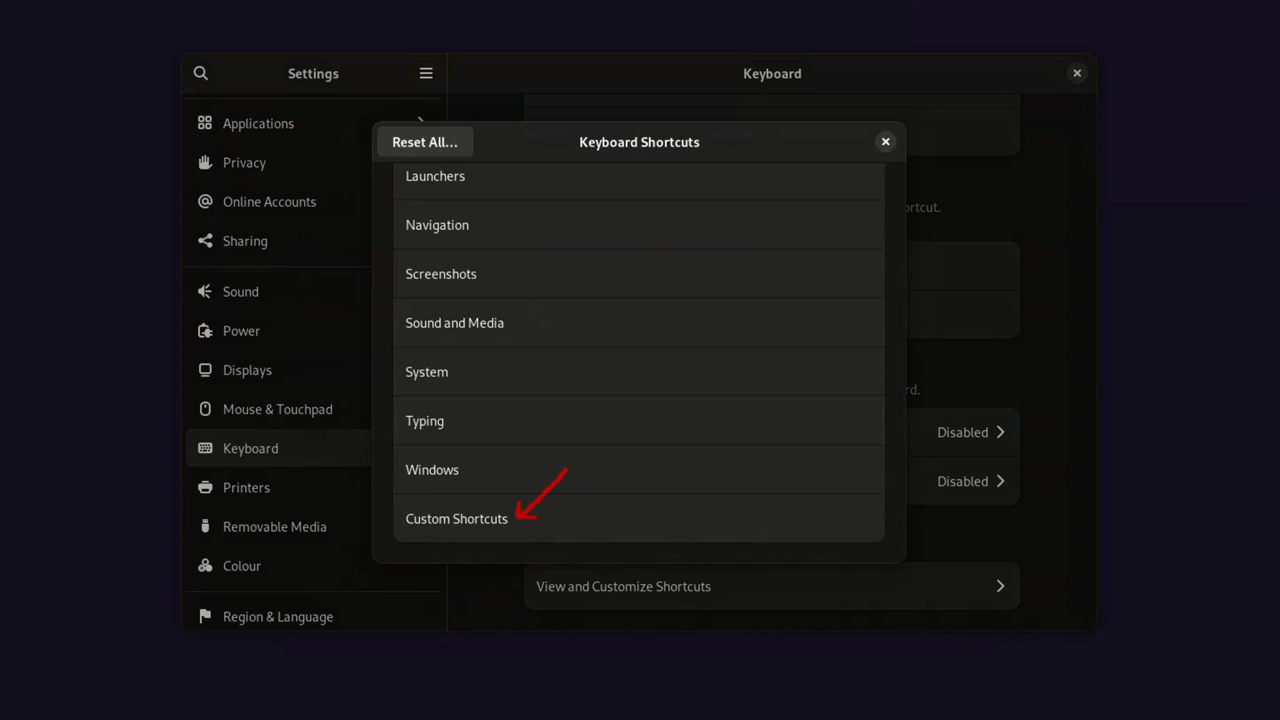 Settings
Keyboard
Applications
Privacy
Online Accounts
Sharing
Sound
Power
Displays
Mouse & Touchpad
Keyboard
Printers
Removable Media
Colour
Region & Language
Reset All...
Keyboard Shortcuts
Launchers
Navigation
Screenshots
Sound and Media
System
Typing
Windows
Custom Shortcuts
Disabled
Disabled
View and Customize Shortcuts